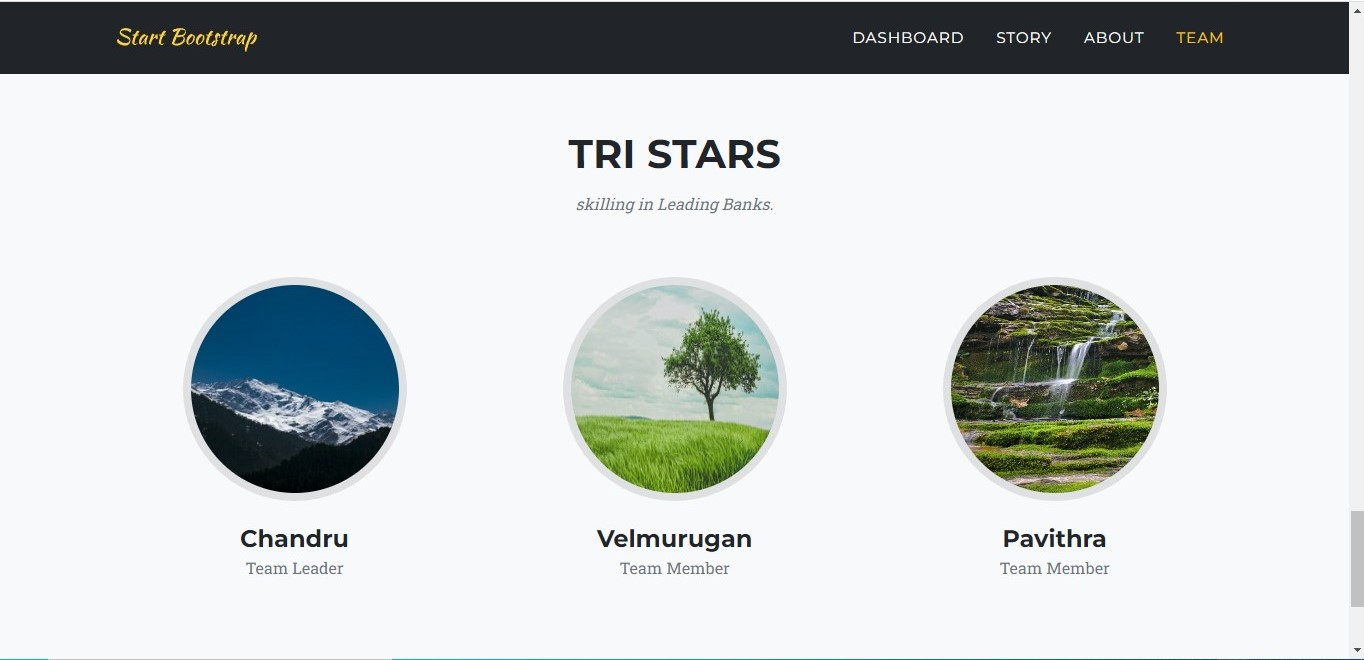 Start Bootstrap DASHBOARD STORY ABOUT TEAM
TRI STARS
skilling in Leading Banks.
Chandru Velmurugan Pavithra
Team Leader Team Member Team Member